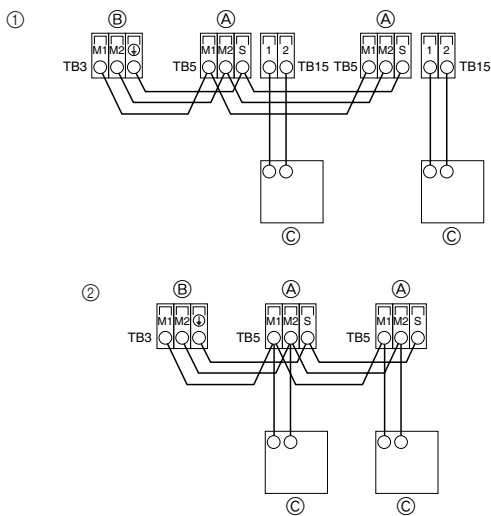 ① Ⓑ Ⓐ Ⓐ
M1 M2 ⏚ M1 M2 S 1 2 M1 M2 S 1 2
TB3 TB5 TB15 TB5 TB15
Ⓒ Ⓒ
② Ⓑ Ⓐ Ⓐ
M1 M2 ⏚ M1 M2 S M1 M2 S
TB3 TB5 TB5
Ⓒ Ⓒ